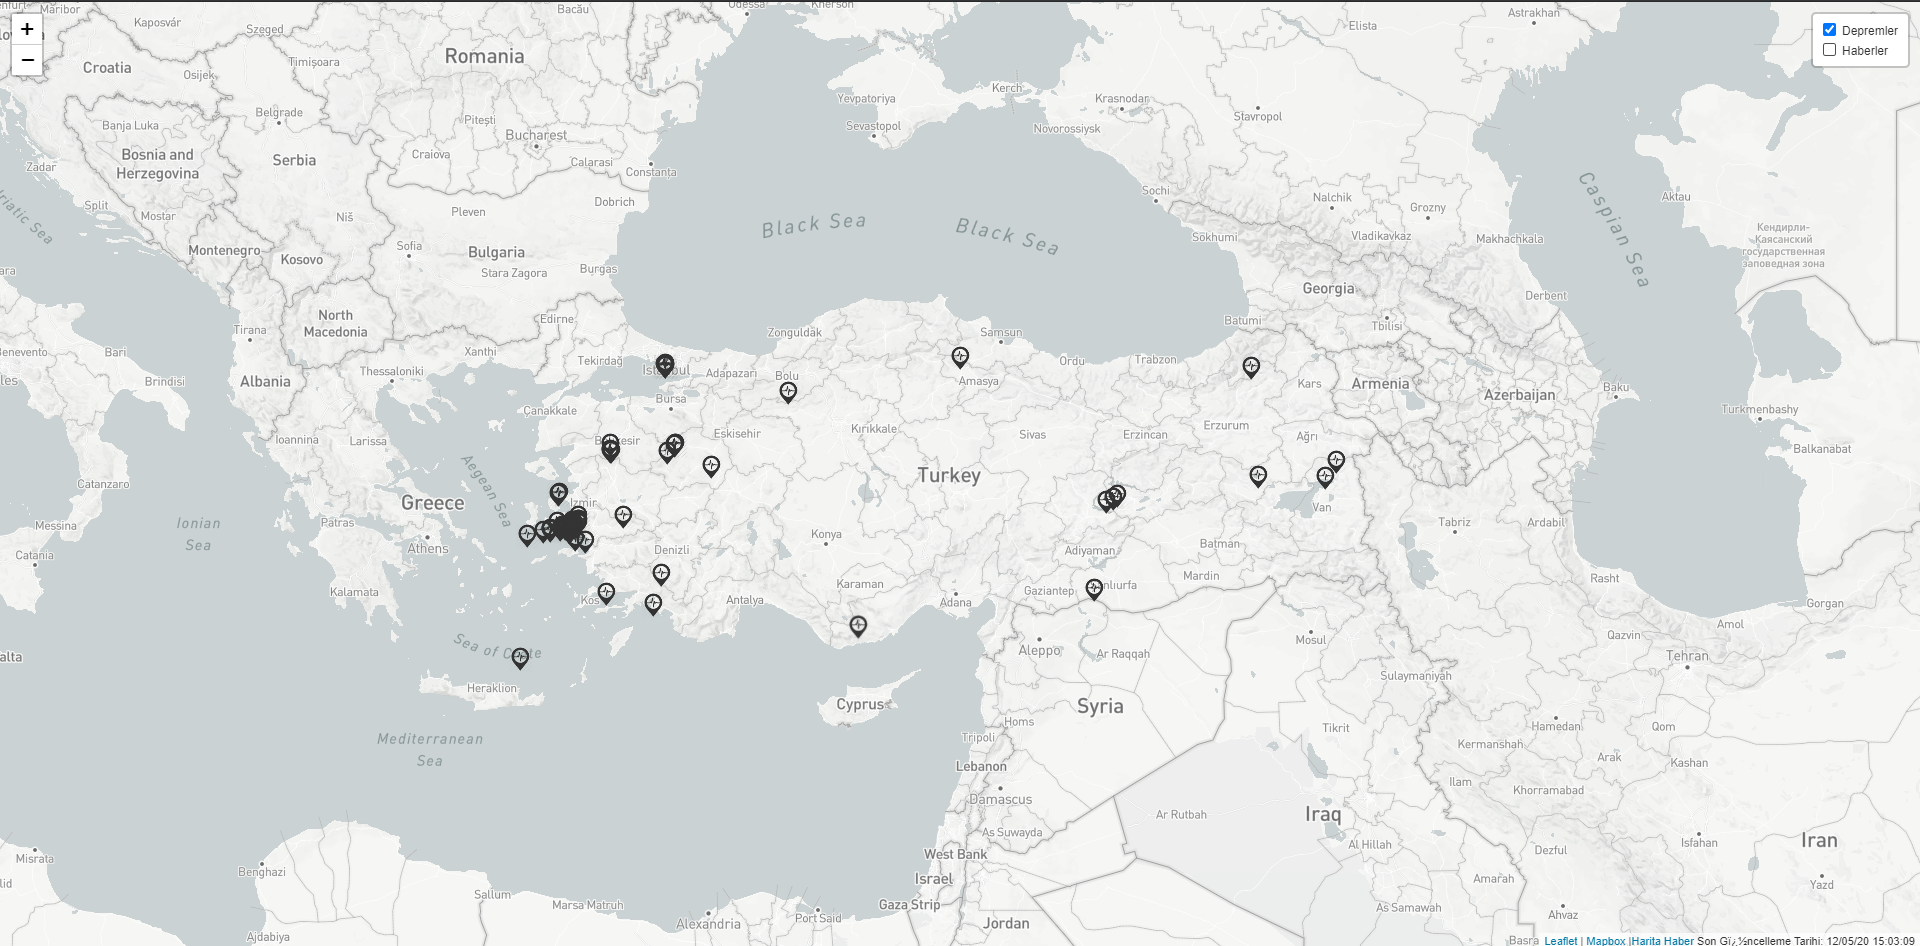 Maribor
Kaposvár
Szeged
Bacău
Odessa
Kherson
Astrakhan
Elista
+
−
Depremler
Haberler
Croatia
Osijek
Timișoara
Romania
Yevpatoriya
Kerch
Krasnodar
Stavropol
Banja Luka
Belgrade
Pitești
Bucharest
Sevastopol
Novorossiysk
Bosnia and
Herzegovina
Serbia
Craiova
Calarasi
Constanța
Zadar
Sochi
Nalchik
Grozny
Aktau
Caspian Sea
Split
Mostar
Niš
Pleven
Dobrich
Black Sea
Black Sea
Sokhumi
Vladikavkaz
Makhachkala
Кендирли-
Каясанский
государственная
заповедная зона
Montenegro
Kosovo
Sofia
Bulgaria
Stara Zagora
Burgas
Georgia
Derbent
North
Macedonia
Edirne
Tirana
Zonguldak
Samsun
Batumi
Tbilisi
Benevento
Bari
Xanthi
Tekirdağ
Adapazarı
Bolu
Ordu
Trabzon
Brindisi
Albania
Thessaloniki
Amasya
Kars
Armenia
Azerbaijan
Baku
Çanakkale
Bursa
Turkmenbashy
Ioannina
Larissa
Eskisehir
Kırıkkale
Sivas
Erzincan
Erzurum
Ağrı
Balkanabat
Catanzaro
Aegean Sea
Turkey
Greece
Izmir
Van
Messina
Ionian
Sea
Patras
Athens
Konya
Tabriz
Ardabil
Catania
Denizli
Adiyaman
Batman
Kalamata
Kos
Antalya
Karaman
Adana
Gaziantep
Mardin
Rasht
Gorgan
Amol
Mosul
Qazvin
Aleppo
Ar Raqqah
Tehran
Heraklion
Sulaymaniyah
Cyprus
Syria
Homs
Tikrit
Hamedan
Qom
Mediterranean
Sea
Tripoli
Kermanshah
Arak
Kashan
Lebanon
Ilam
Khorramabad
Damascus
Ar Rutbah
Iraq
As Suwayda
Isfahan
Iran
Misrata
West Bank
Al Hillah
Dezful
Benghazi
Israel
Amarah
Yazd
Sallum
Marsa Matruh
Gaza Strip
As Samawah
Alexandria
Port Said
Jordan
Ahvaz
Ajdabiya
Basra
Leaflet | Mapbox |Harita Haber Son Gï¿½ncelleme Tarihi: 12/05/20 15:03:09